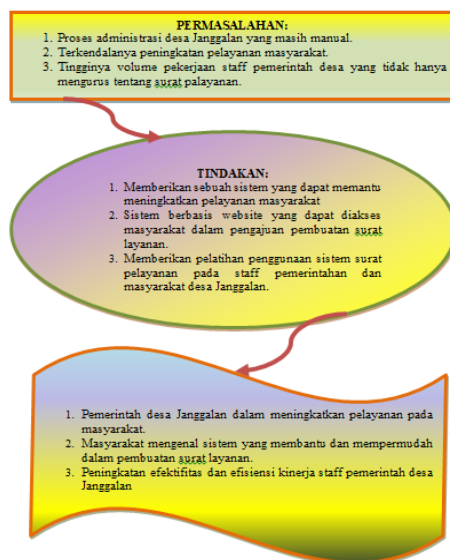 PERMASALAHAN:
1. Proses administrasi desa Janggalan yang masih manual.
2. Terkendalanya peningkatan pelayanan masyarakat.
3. Tingginya volume pekerjaan staff pemerintah desa yang tidak hanya
mengurus tentang surat palayanan.
TINDAKAN:
1. Memberikan sebuah sistem yang dapat memantu
meningkatkan pelayanan masyarakat
2. Sistem berbasis website yang dapat diakses
masyarakat dalam pengajuan pembuatan surat
layanan.
3. Memberikan pelatihan penggunaan sistem surat
pelayanan pada staff pemerintahan dan
masyarakat desa Janggalan.
1. Pemerintah desa Janggalan dalam meningkatkan pelayanan pada
masyarakat.
2. Masyarakat mengenal sistem yang membantu dan mempermudah
dalam pembuatan surat layanan.
3. Peningkatan efektifitas dan efisiensi kinerja staff pemerintah desa
Janggalan